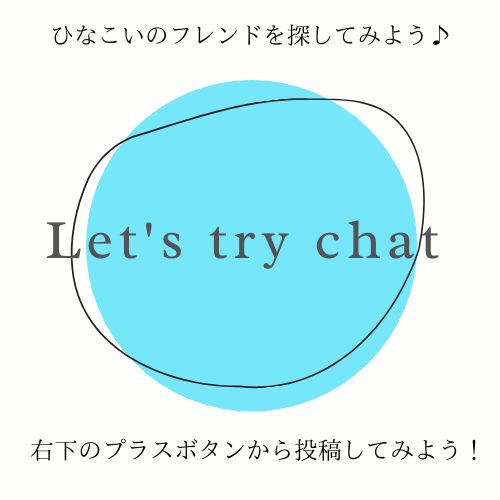 ひなこいのフレンドを探してみよう♪
Let's try chat
右下のプラスボタンから投稿してみよう！